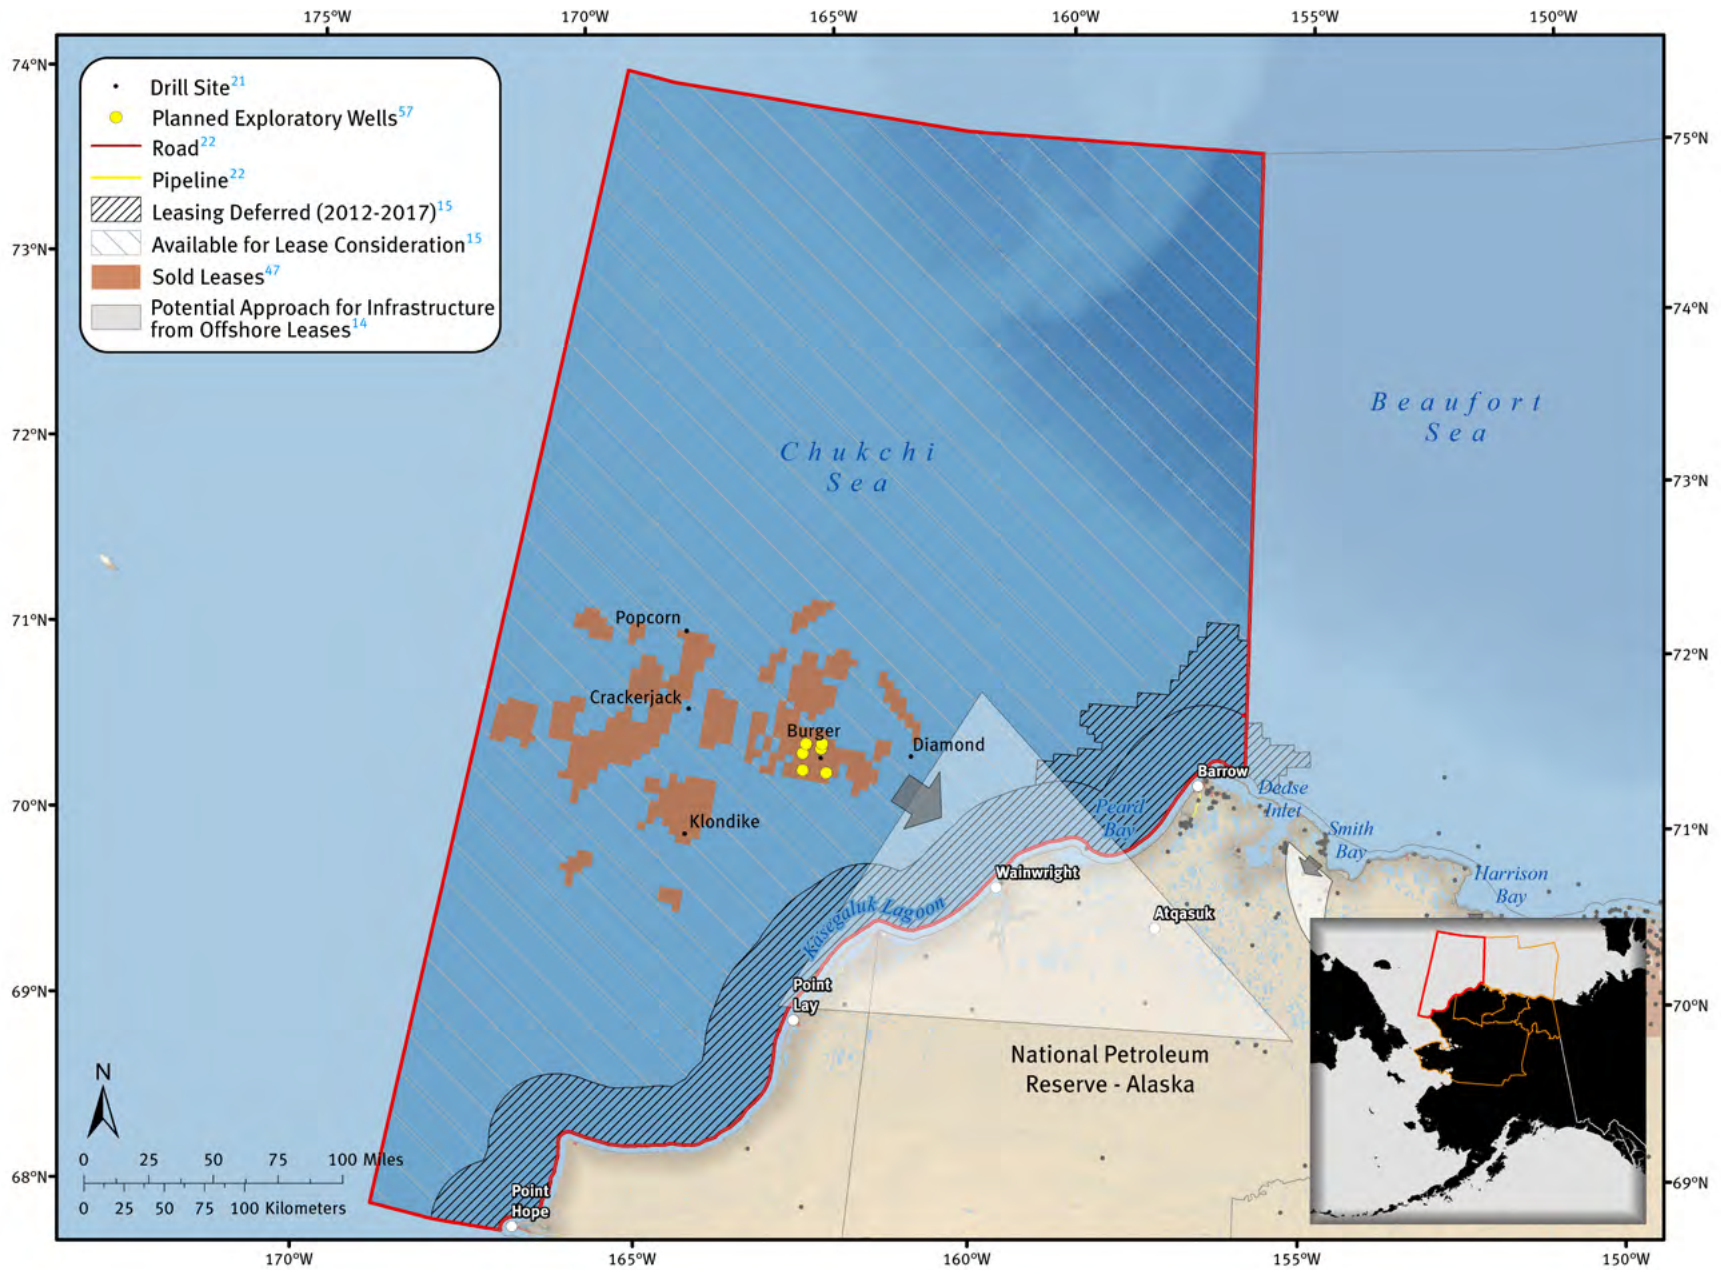 175°W 170°W 165°W 160°W 155°W 150°W
74°N
Drill Site21
Planned Exploratory Wells57
Road22
Pipeline22
Leasing Deferred (2012-2017)15
Available for Lease Consideration15
Sold Leases47
Potential Approach for Infrastructure
from Offshore Leases14
75°N
73°N
74°N
Beaufort
Sea
72°N
Chukchi
Sea
73°N
71°N
Popcorn
72°N
Crackerjack
Burger
Diamond
Barrow
Dease
Inlet
70°N
Peard
Bay
Klondike
Smith
Bay
71°N
Wainwright
Harrison
Bay
Kasegaluk Lagoon
Atqasuk
Point
Lay
69°N
70°N
National Petroleum
Reserve - Alaska
N
0 25 50 75 100 Miles
0 25 50 75 100 Kilometers
68°N
69°N
Point
Hope
170°W 165°W 160°W 155°W 150°W